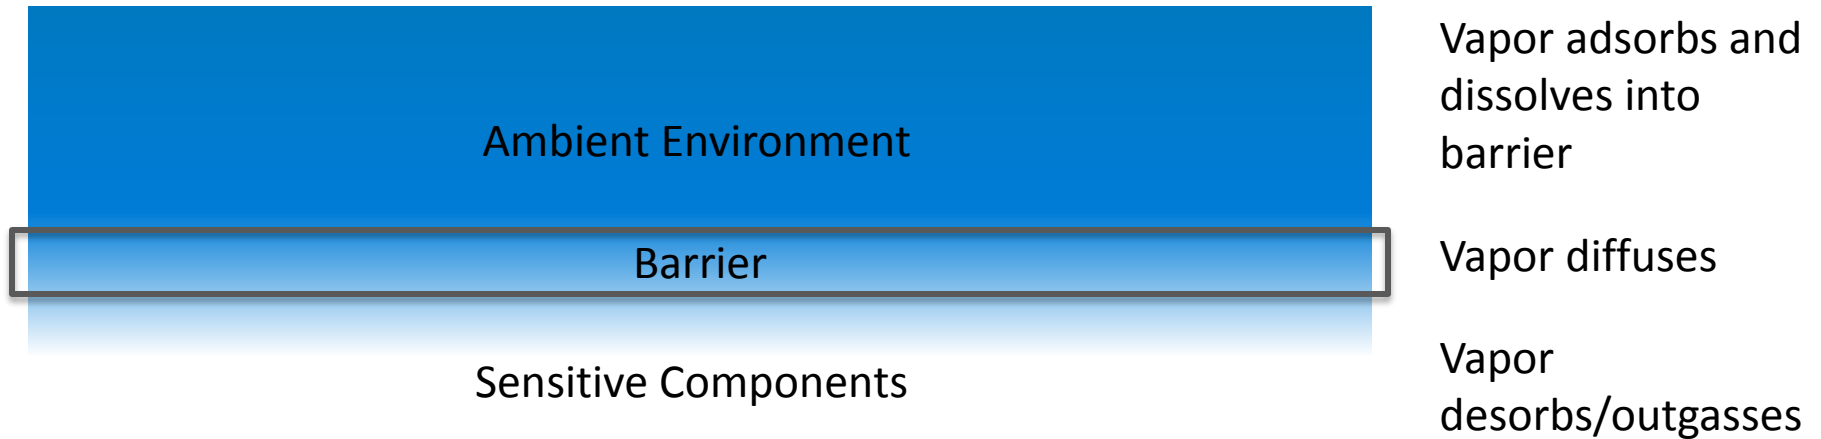 Ambient Environment
Barrier
Sensitive Components
Vapor adsorbs and
dissolves into
barrier
Vapor diffuses
Vapor
desorbs/outgasses